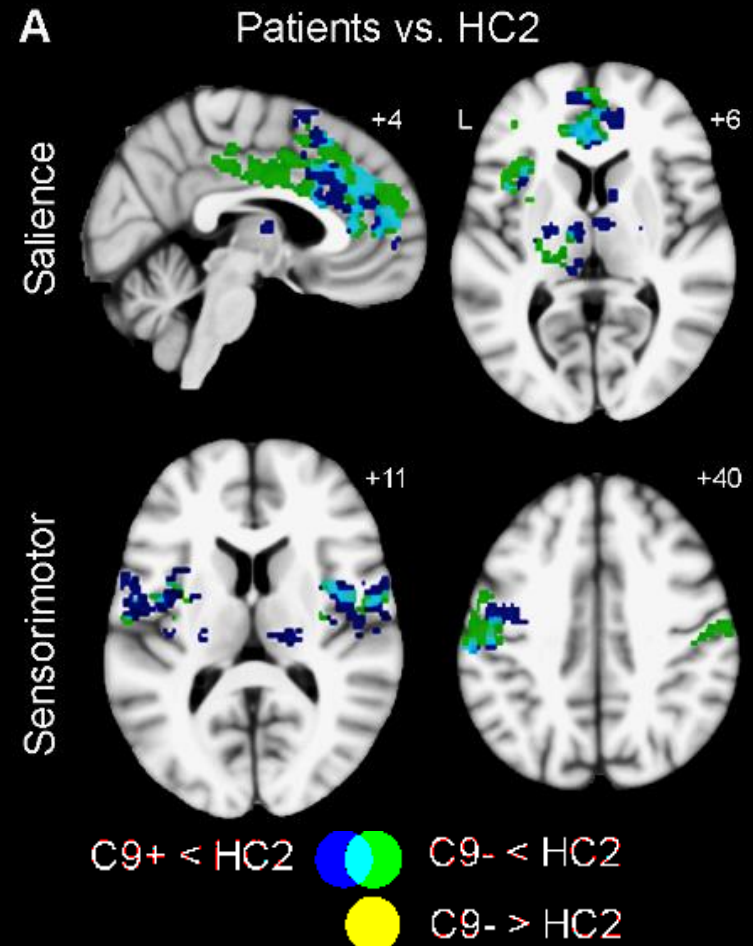 A
Patients vs. HC2
Salience
+4
L
+6
Sensorimotor
+11
+40
C9+ < HC2
C9- < HC2
C9- > HC2